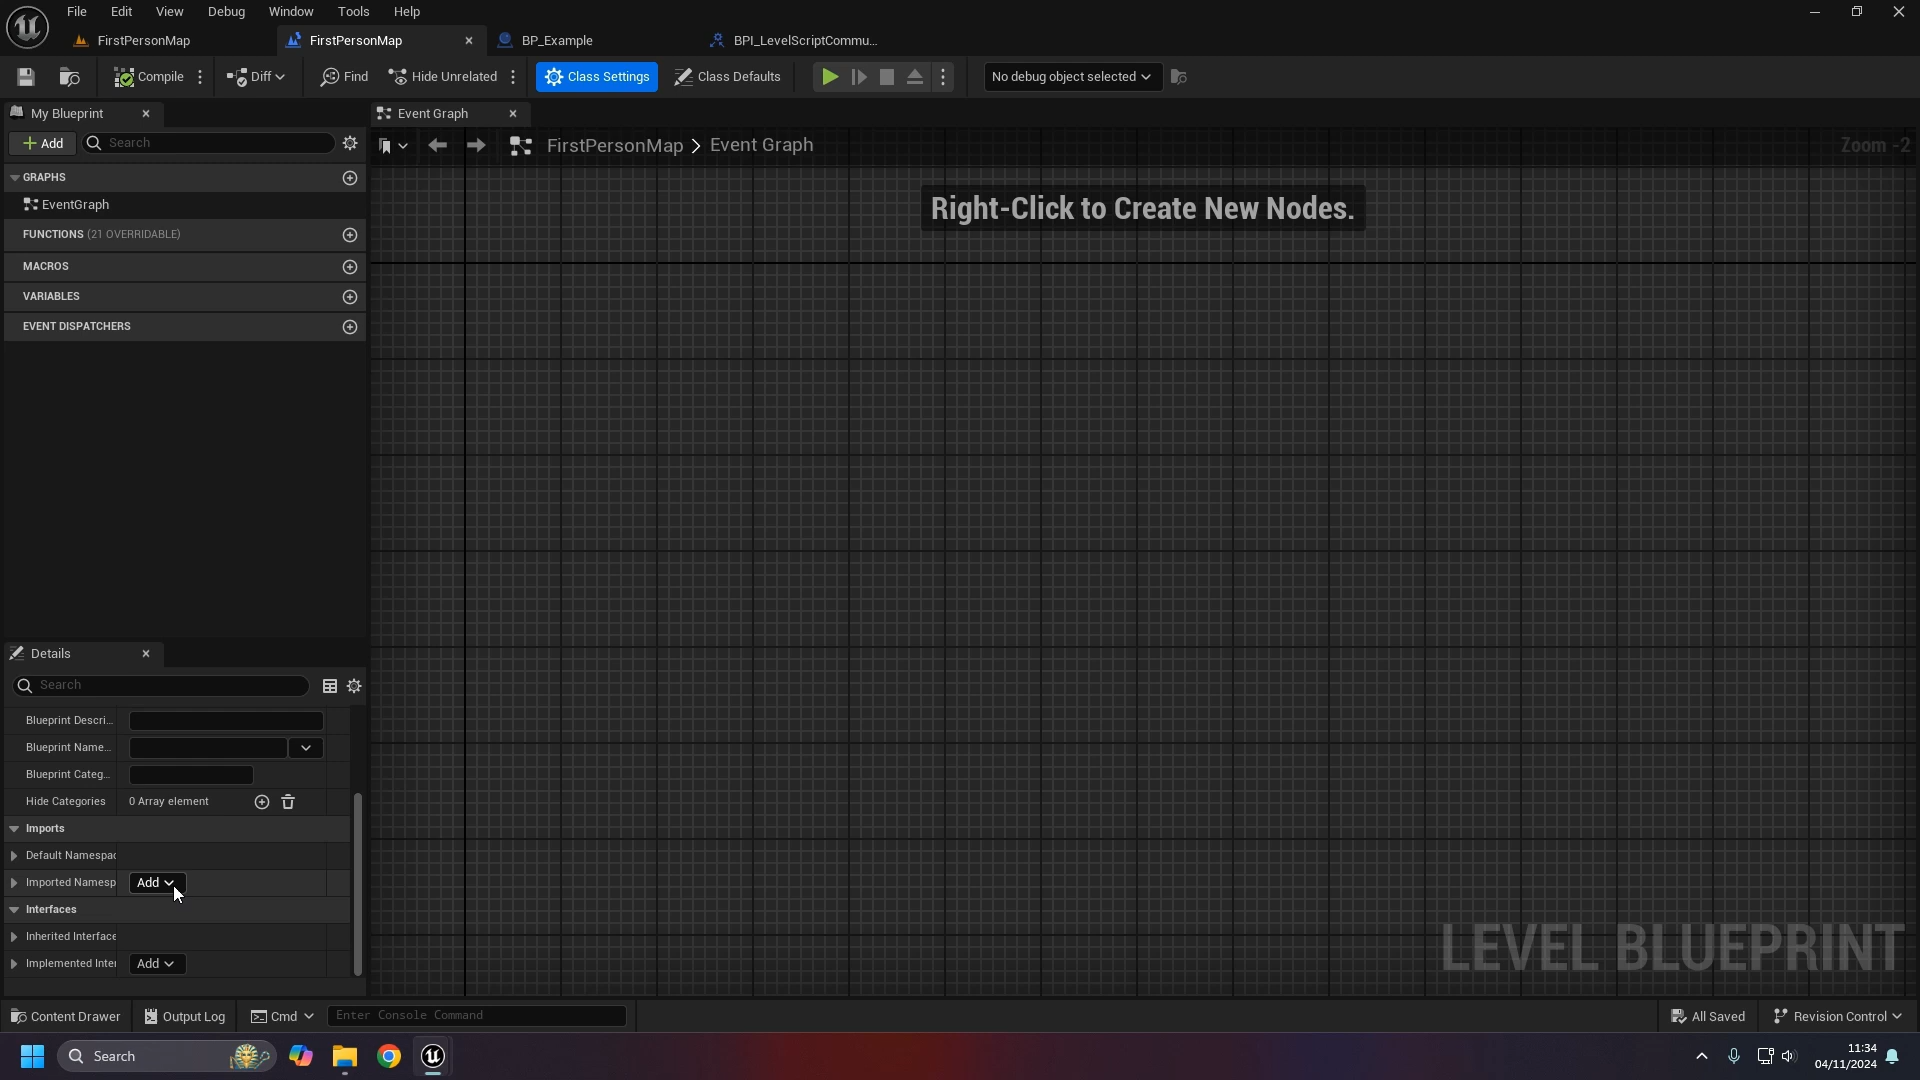 File Edit View Debug Window Tools Help
FirstPersonMap FirstPersonMap BP_Example BPI_LevelScriptCommu...
Compile Diff Find Hide Unrelated Class Settings Class Defaults No debug object selected
My Blueprint Event Graph
Add Search FirstPersonMap > Event Graph Zoom -2
GRAPHS
Right-Click to Create New Nodes.
EventGraph
FUNCTIONS (21 OVERRIDABLE)
MACROS
VARIABLES
EVENT DISPATCHERS
Details
Search
Blueprint Descri...
Blueprint Name...
Blueprint Categ...
Hide Categories 0 Array element
Imports
Default Namespac
Imported Namesp Add
Interfaces
Inherited Interface
Implemented Inter Add
LEVEL BLUEPRINT
Content Drawer Output Log Cmd Enter Console Command All Saved Revision Control
Search 11:34
04/11/2024